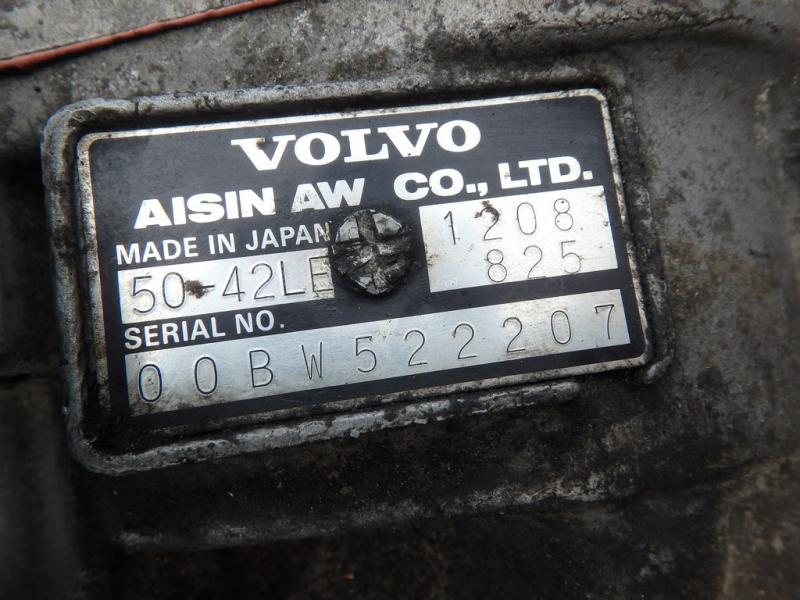 VOLVO
AISIN AW CO., LTD.
MADE IN JAPAN 1208
50-42LE 825
SERIAL NO.
00BW522207